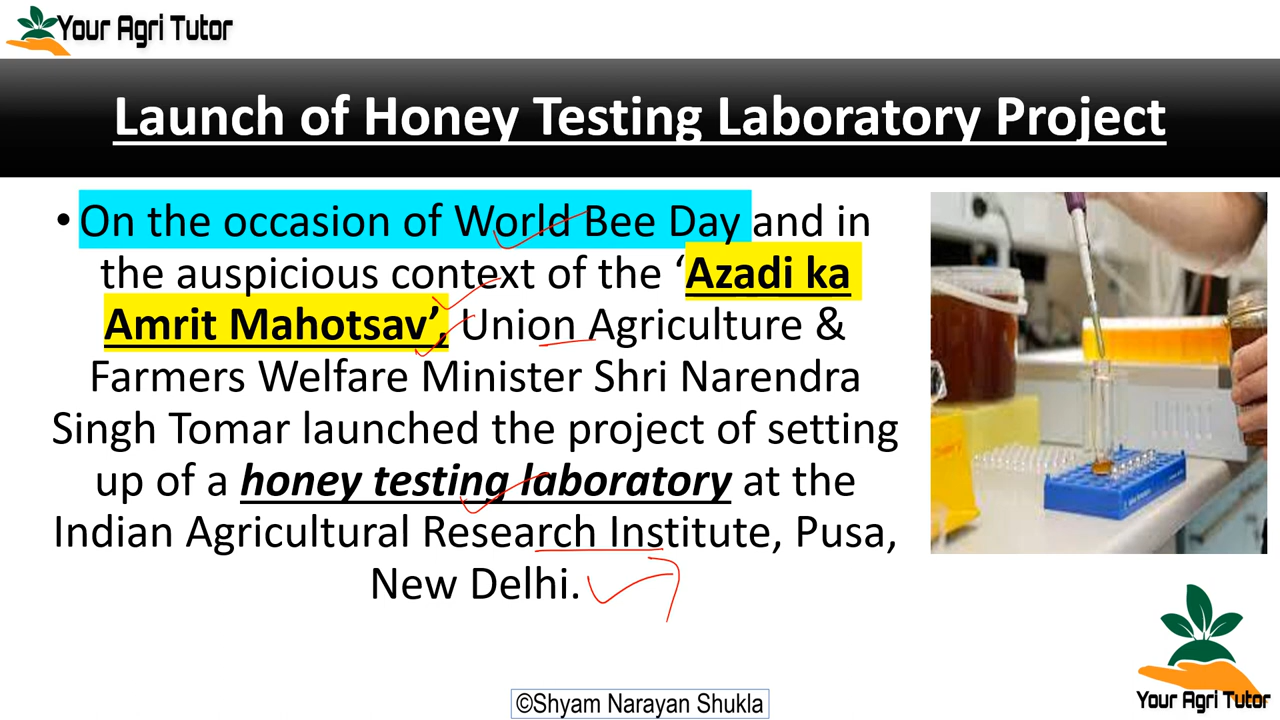 Your Agri Tutor
Launch of Honey Testing Laboratory Project
• On the occasion of World Bee Day and in
the auspicious context of the ‘Azadi ka
Amrit Mahotsav’, Union Agriculture &
Farmers Welfare Minister Shri Narendra
Singh Tomar launched the project of setting
up of a honey testing laboratory at the
Indian Agricultural Research Institute, Pusa,
New Delhi.
Your Agri Tutor
©Shyam Narayan Shukla